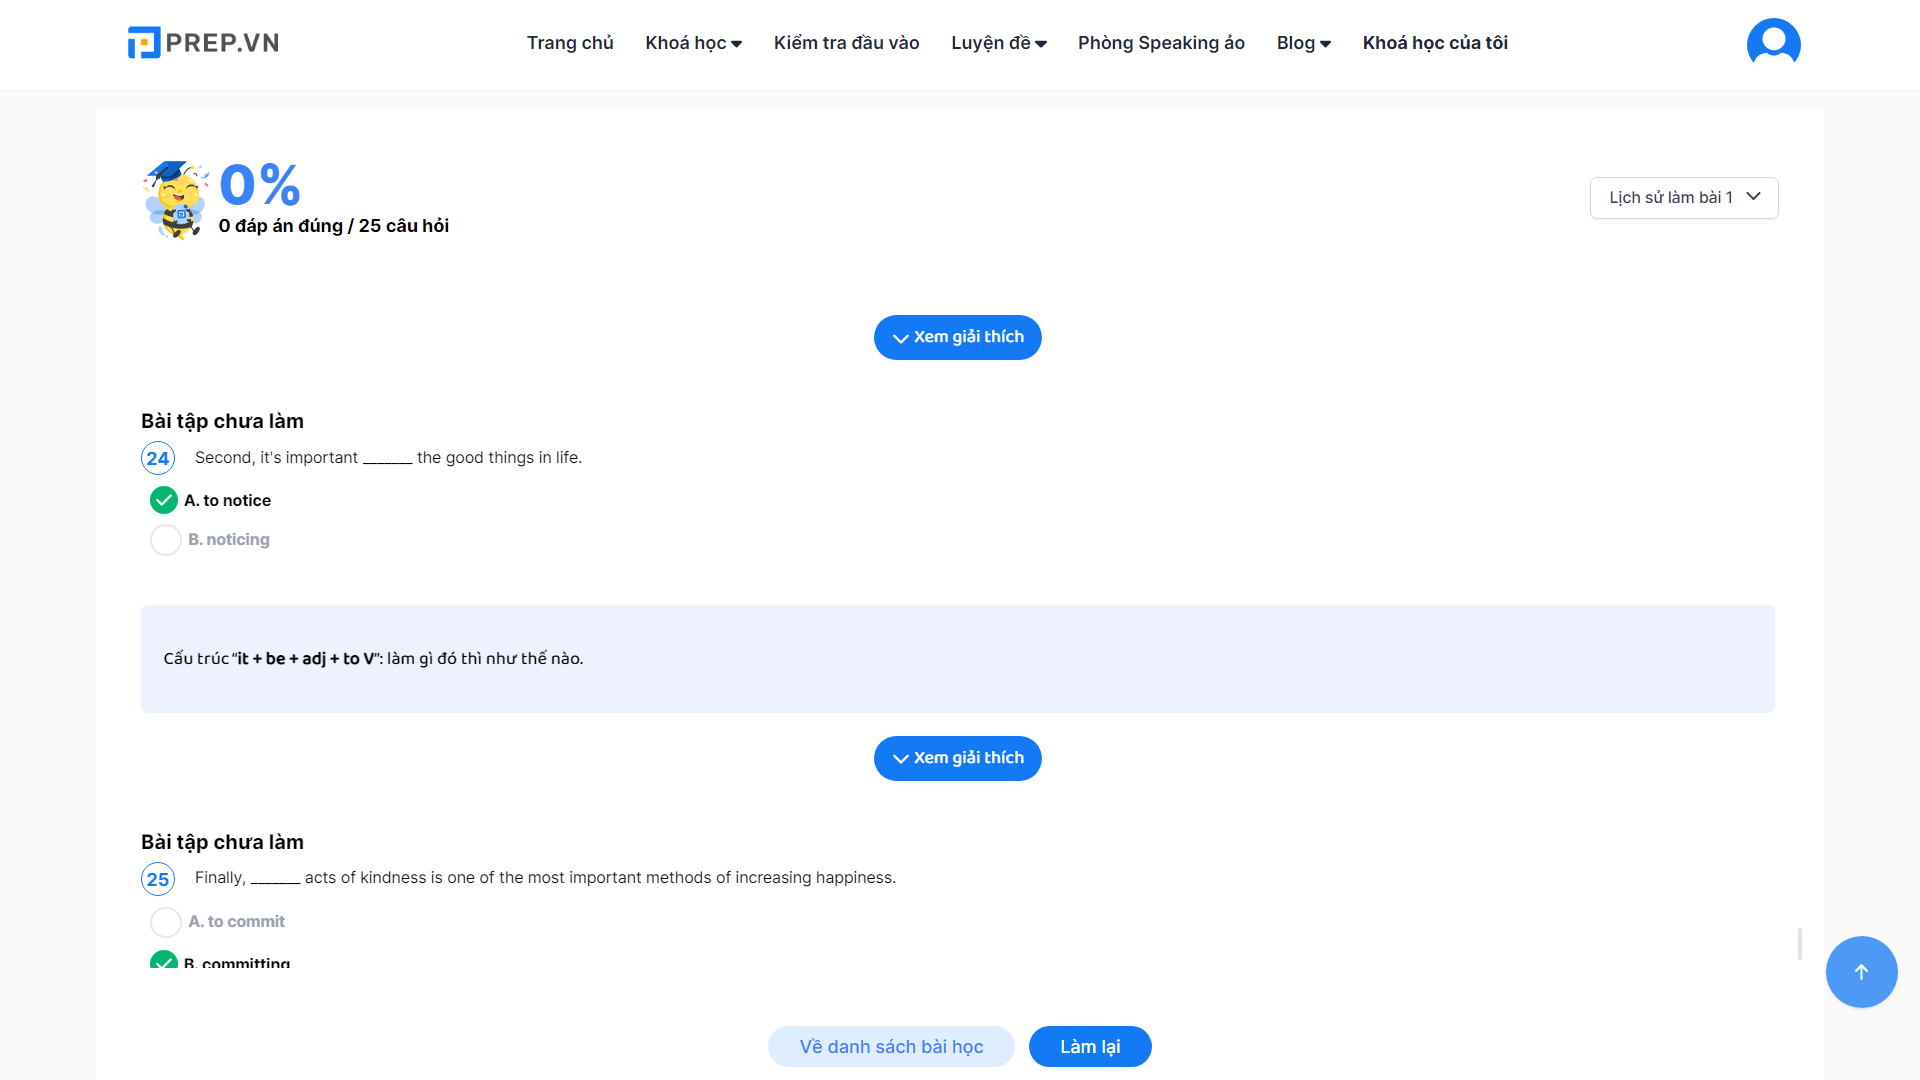 PREP.VN
Trang chủ Khoá học Kiểm tra đầu vào Luyện đề Phòng Speaking ảo Blog Khoá học của tôi
0%
0 đáp án đúng / 25 câu hỏi
Lịch sử làm bài 1
Xem giải thích
Bài tập chưa làm
24 Second, it's important _______ the good things in life.
A. to notice
B. noticing
Cấu trúc “it + be + adj + to V”: làm gì đó thì như thế nào.
Xem giải thích
Bài tập chưa làm
25 Finally, _______ acts of kindness is one of the most important methods of increasing happiness.
A. to commit
B. committing
Về danh sách bài học Làm lại